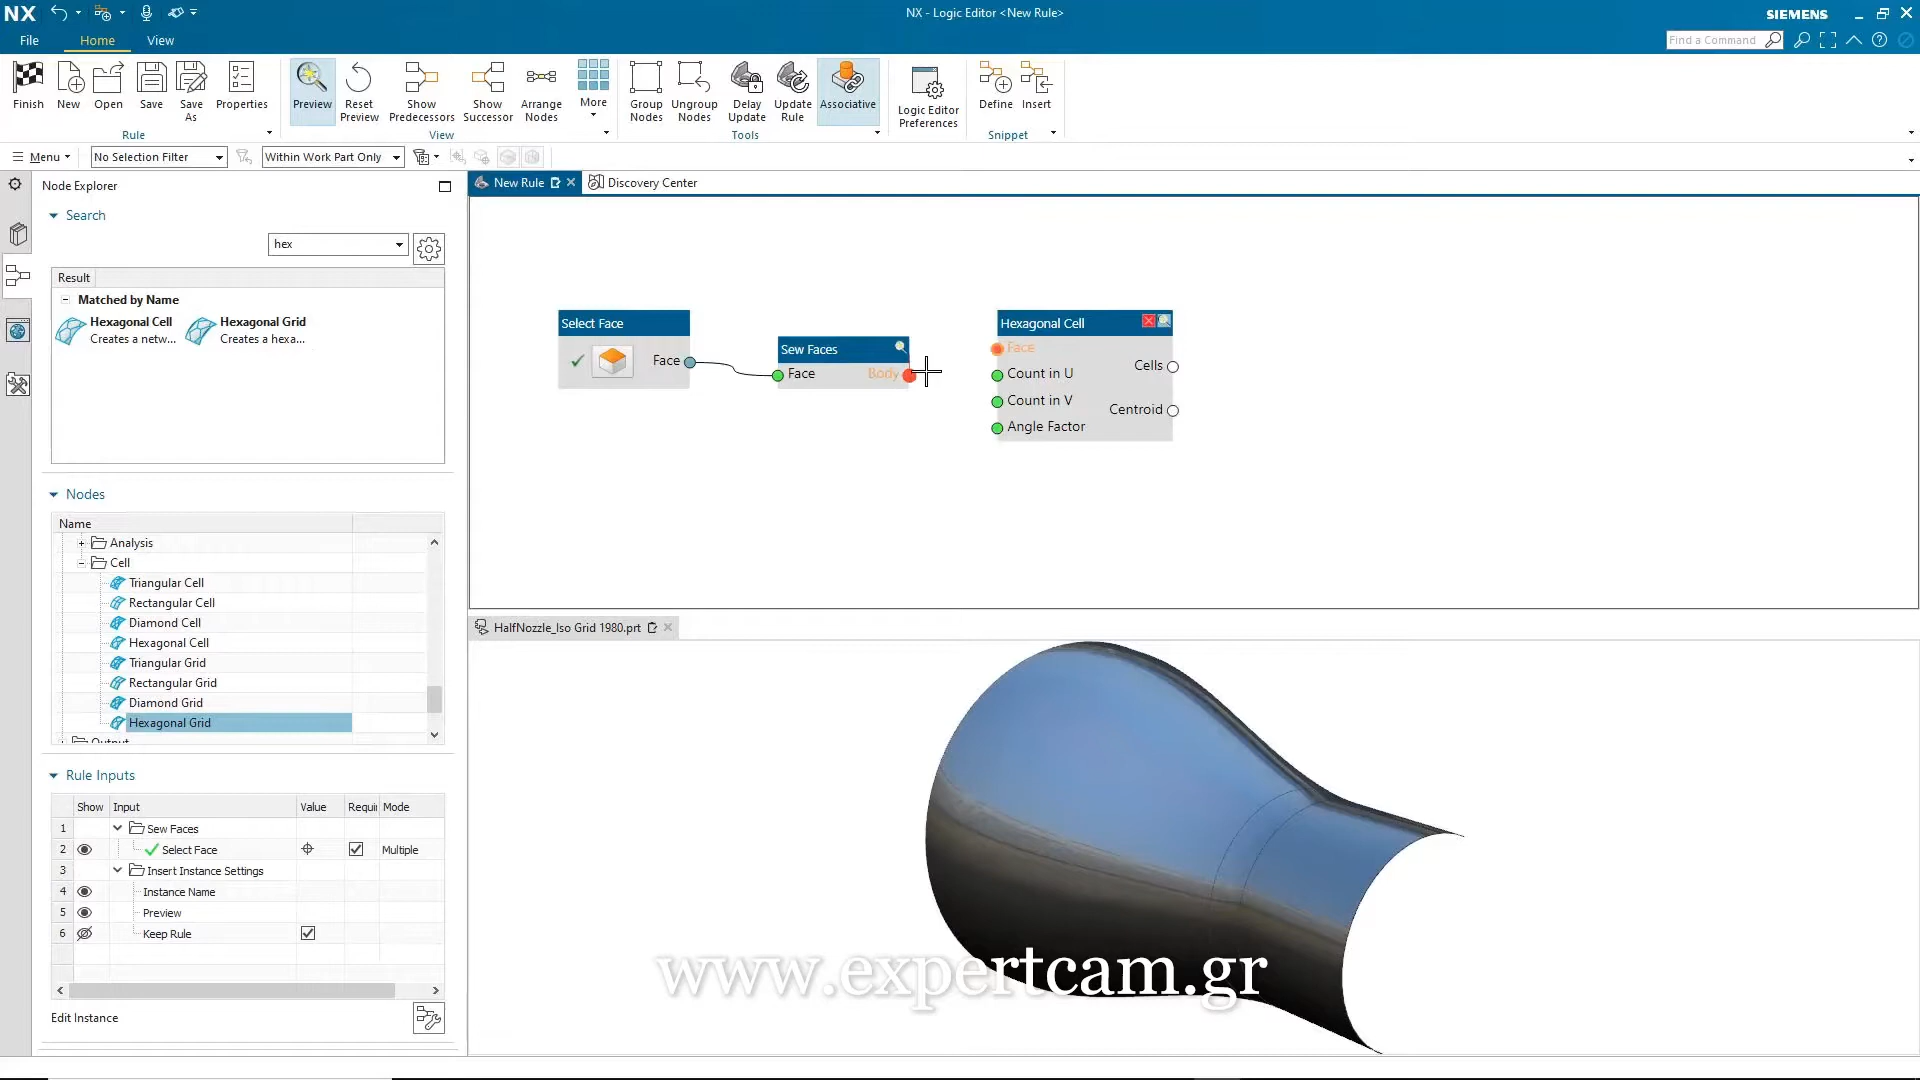 NX
NX - Logic Editor <New Rule>
SIEMENS
File
Home
View
Find a Command
Finish
New
Open
Save
Save As
Properties
Rule
Preview
Reset Preview
Show Predecessors
Show Successor
Arrange Nodes
More
View
Group Nodes
Ungroup Nodes
Delay Update
Update Rule
Associative
Tools
Logic Editor Preferences
Define
Insert
Snippet
Menu
No Selection Filter
Within Work Part Only
Node Explorer
Search
hex
Result
Matched by Name
Hexagonal Cell
Creates a netw...
Hexagonal Grid
Creates a hexa...
Nodes
Name
Analysis
Cell
Triangular Cell
Rectangular Cell
Diamond Cell
Hexagonal Cell
Triangular Grid
Rectangular Grid
Diamond Grid
Hexagonal Grid
Output
Rule Inputs
Show Input Value Requir Mode
1 Sew Faces
2 Select Face Multiple
3 Insert Instance Settings
4 Instance Name
5 Preview
6 Keep Rule
Edit Instance
New Rule
Discovery Center
Select Face
Face
Sew Faces
Face
Body
Hexagonal Cell
Face
Count in U
Count in V
Angle Factor
Cells
Centroid
HalfNozzle_Iso Grid 1980.prt
www.expertcam.gr